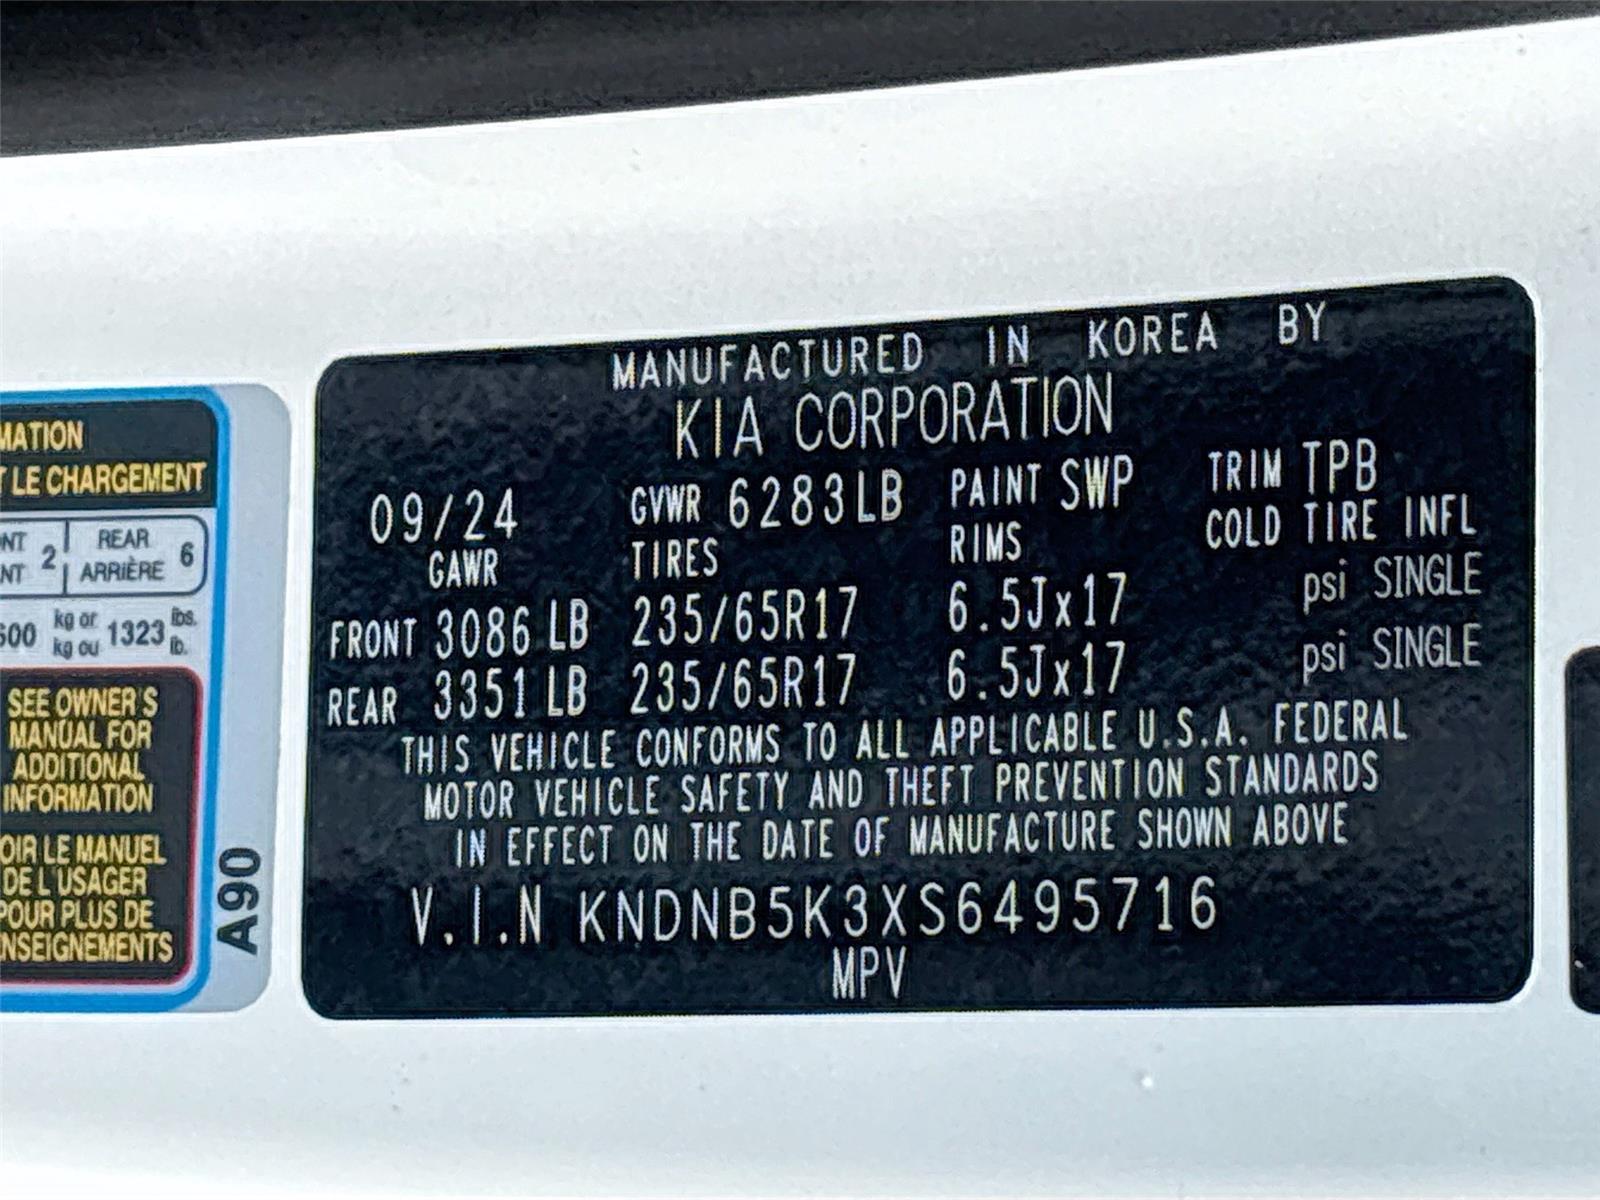 MANUFACTURED IN KOREA BY
KIA CORPORATION
09/24 GVWR 6283LB PAINT SWP TRIM TPB
GAWR TIRES RIMS COLD TIRE INFL
FRONT 3086 LB 235/65R17 6.5Jx17 psi SINGLE
REAR 3351 LB 235/65R17 6.5Jx17 psi SINGLE
THIS VEHICLE CONFORMS TO ALL APPLICABLE U.S.A. FEDERAL
MOTOR VEHICLE SAFETY AND THEFT PREVENTION STANDARDS
IN EFFECT ON THE DATE OF MANUFACTURE SHOWN ABOVE
V.I.N KNDNB5K3XS6495716
MPV
MATION
LE CHARGEMENT
NT 2 REAR 6
NT ARRIÈRE
600 kg or 1323 lbs.
kg ou lb.
SEE OWNER'S
MANUAL FOR
ADDITIONAL
INFORMATION
OIR LE MANUEL
DE L'USAGER
POUR PLUS DE
NSEIGNEMENTS
A90